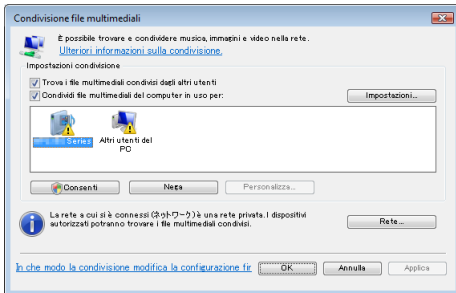 Condivisione file multimediali
È possibile trovare e condividere musica, immagini e video nella rete.
Ulteriori informazioni sulla condivisione.
Impostazioni condivisione
Trova i file multimediali condivisi dagli altri utenti
Condividi file multimediali del computer in uso per:
Impostazioni...
Series
Altri utenti del
PC
Consenti
Nega
Personalizza...
La rete a cui si è connessi (ネットワーク) è una rete privata. I dispositivi
autorizzati potranno trovare i file multimediali condivisi.
Rete...
In che modo la condivisione modifica la configurazione fir
OK
Annulla
Applica